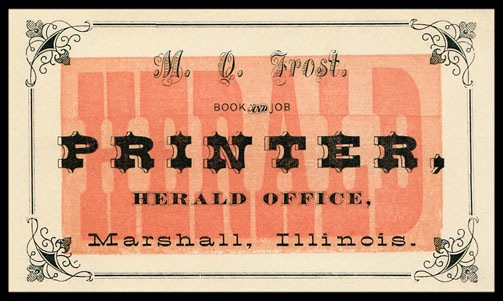 HERALD
M. O. Frost.
BOOK AND JOB
PRINTER,
HERALD OFFICE,
Marshall, Illinois.